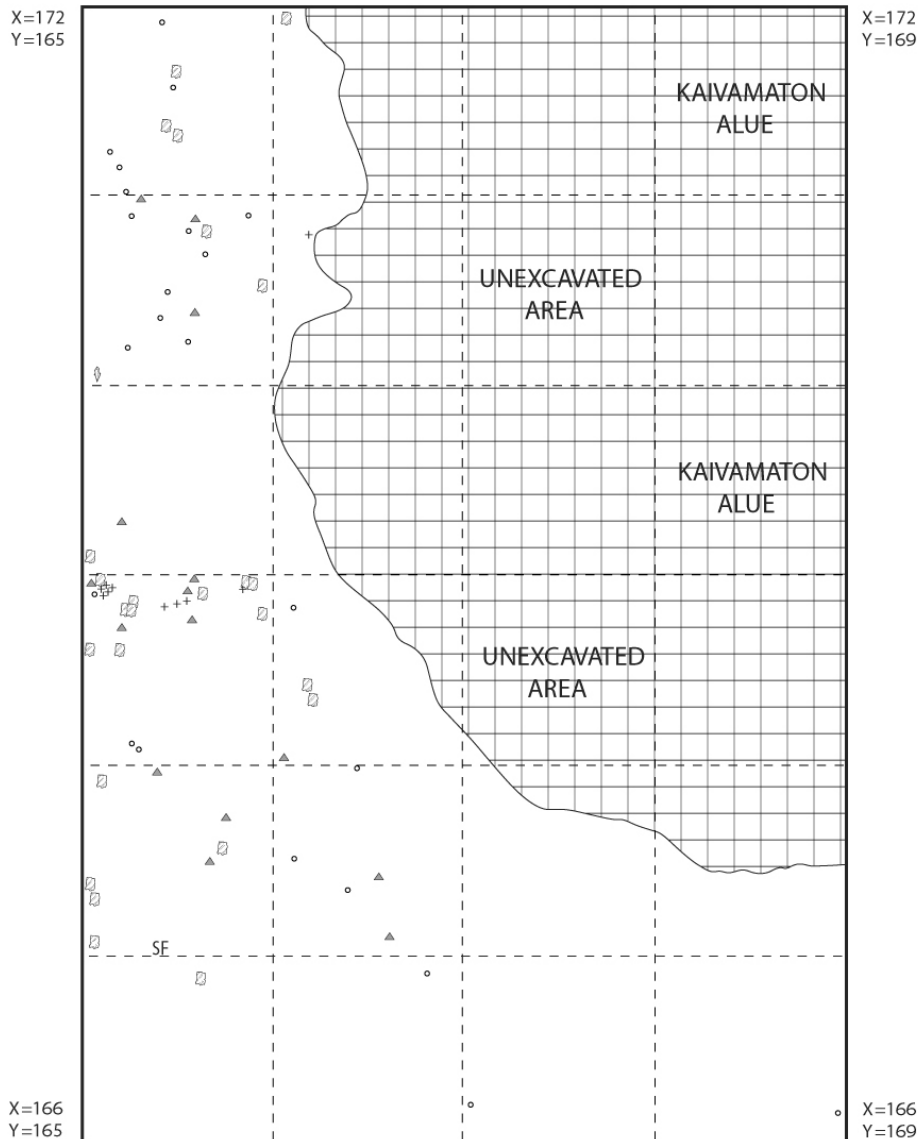 X=172
Y=165
X=172
Y=169
KAIVAMATON
ALUE
UNEXCAVATED
AREA
KAIVAMATON
ALUE
UNEXCAVATED
AREA
SF
X=166
Y=165
X=166
Y=169